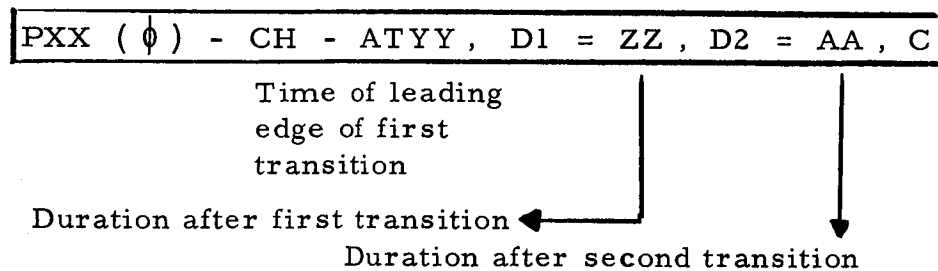 PXX (ϕ) - CH - ATYY, D1 = ZZ, D2 = AA, C
Time of leading
edge of first
transition
Duration after first transition
Duration after second transition